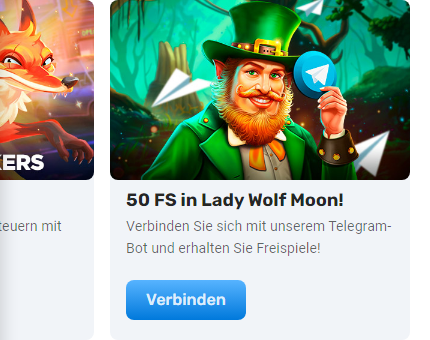 KERS
50 FS in Lady Wolf Moon!
teuern mit
Verbinden Sie sich mit unserem Telegram-
Bot und erhalten Sie Freispiele!
Verbinden